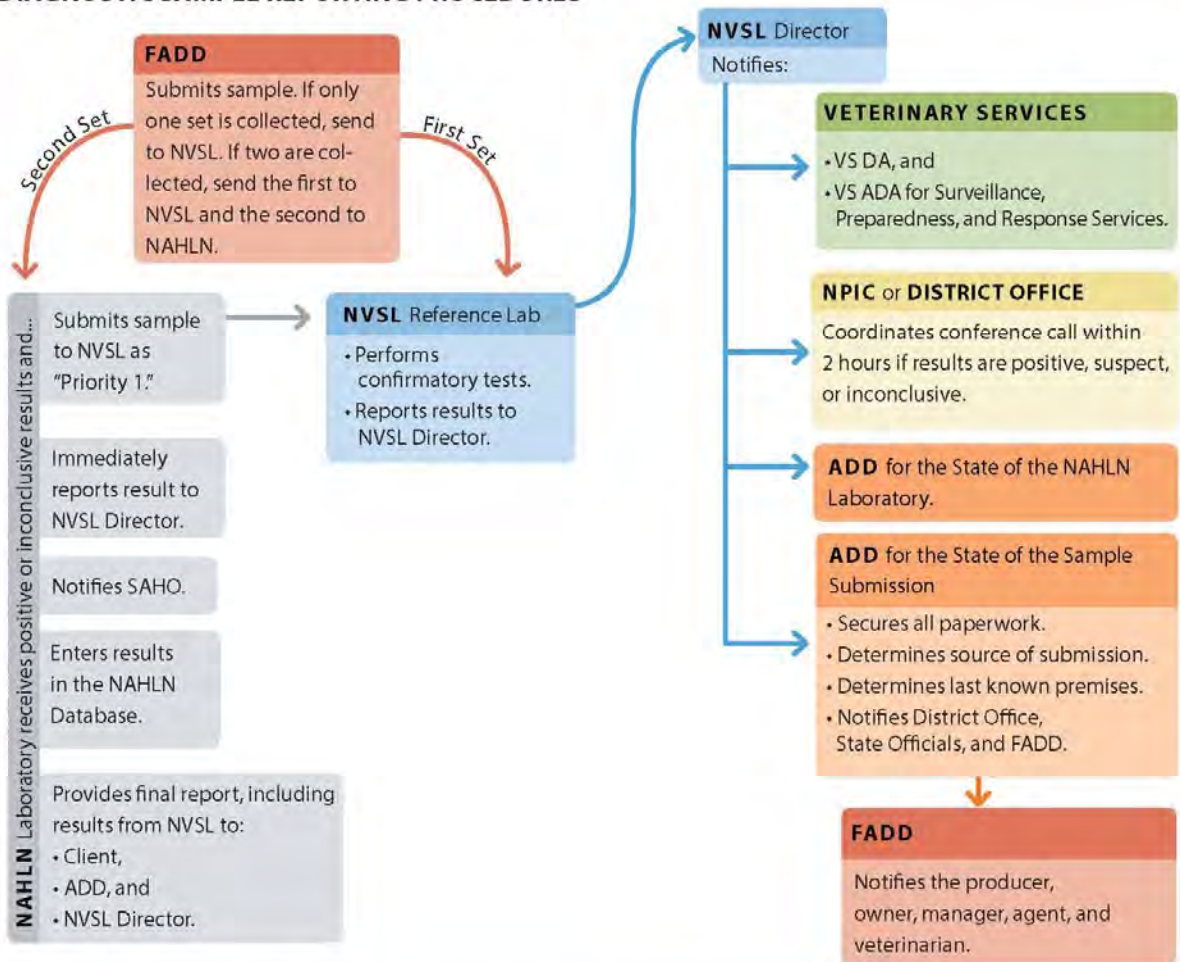 FADD
Submits sample. If only
one set is collected, send
to NVSL. If two are col-
lected, send the first to
NVSL and the second to
NAHLN.
Second Set
First Set
NAHLN Laboratory receives positive or inconclusive results and...
Submits sample
to NVSL as
"Priority 1."
Immediately
reports result to
NVSL Director.
Notifies SAHO.
Enters results
in the NAHLN
Database.
Provides final report, including
results from NVSL to:
• Client,
• ADD, and
• NVSL Director.
NVSL Reference Lab
• Performs
confirmatory tests.
• Reports results to
NVSL Director.
NVSL Director
Notifies:
VETERINARY SERVICES
• VS DA, and
• VS ADA for Surveillance,
Preparedness, and Response Services.
NPIC or DISTRICT OFFICE
Coordinates conference call within
2 hours if results are positive, suspect,
or inconclusive.
ADD for the State of the NAHLN
Laboratory.
ADD for the State of the Sample
Submission
• Secures all paperwork.
• Determines source of submission.
• Determines last known premises.
• Notifies District Office,
State Officials, and FADD.
FADD
Notifies the producer,
owner, manager, agent, and
veterinarian.